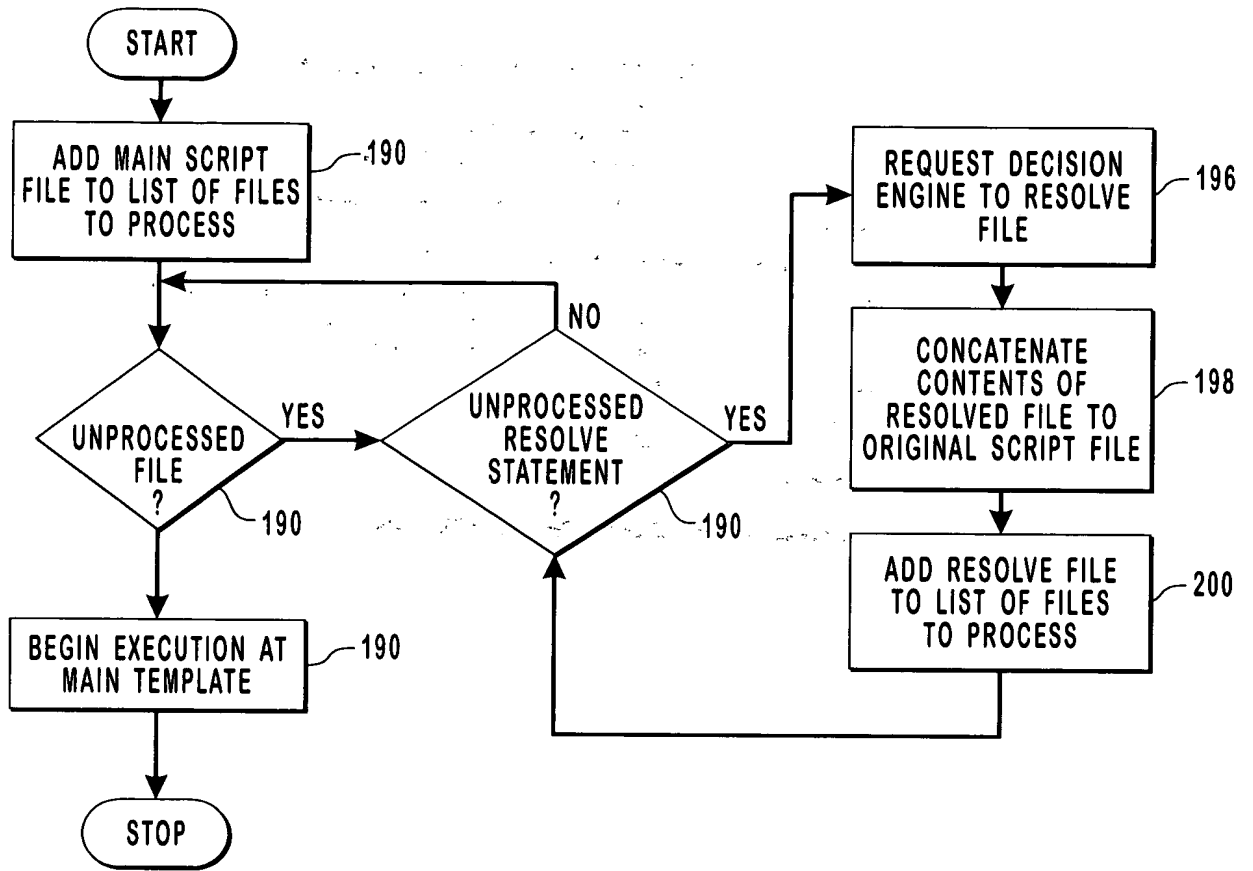 START
ADD MAIN SCRIPT
FILE TO LIST OF FILES
TO PROCESS
190
UNPROCESSED
FILE
?
190
YES
BEGIN EXECUTION AT
MAIN TEMPLATE
190
STOP
NO
UNPROCESSED
RESOLVE
STATEMENT
?
190
YES
REQUEST DECISION
ENGINE TO RESOLVE
FILE
196
CONCATENATE
CONTENTS OF
RESOLVED FILE TO
ORIGINAL SCRIPT FILE
198
ADD RESOLVE FILE
TO LIST OF FILES
TO PROCESS
200